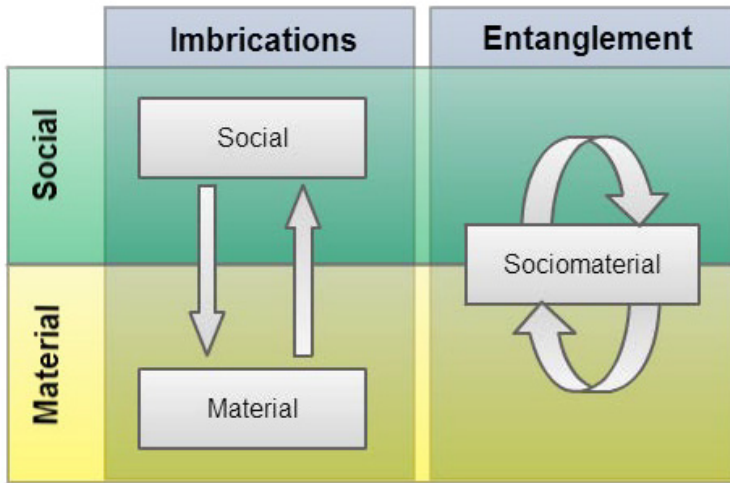 Imbrications
Entanglement
Social
Social
Sociomaterial
Material
Material